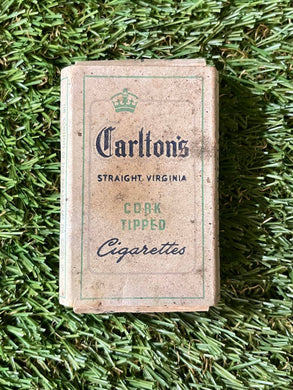 Carlton's
STRAIGHT VIRGINIA
CORK
TIPPED
Cigarettes